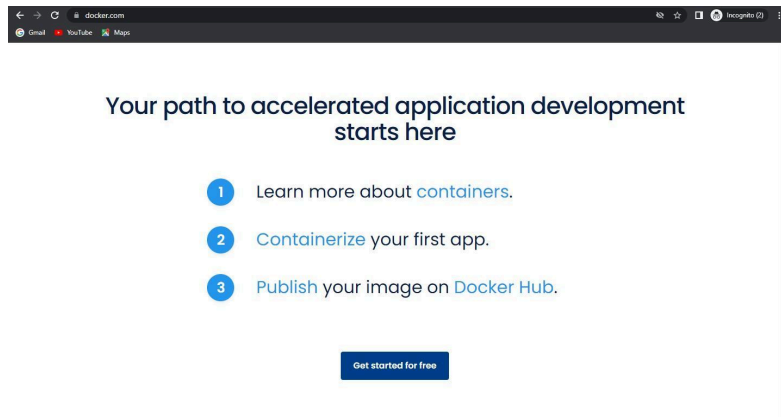 docker.com
Incognito (2)
Gmail YouTube Maps
Your path to accelerated application development
starts here
1 Learn more about containers.
2 Containerize your first app.
3 Publish your image on Docker Hub.
Get started for free